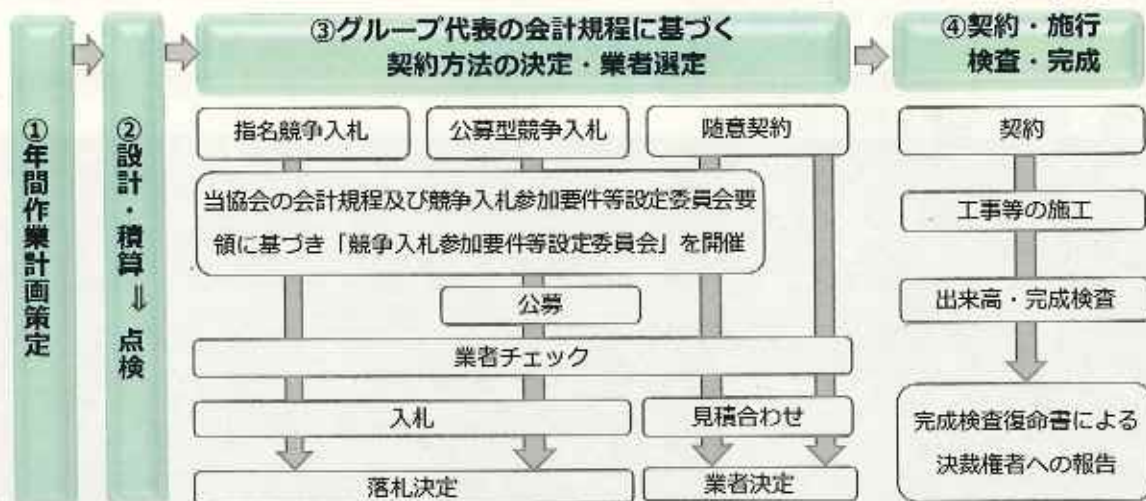 ①年間作業計画策定
②設計・積算⇒点検
③グループ代表の会計規程に基づく
契約方法の決定・業者選定
指名競争入札
公募型競争入札
随意契約
当協会の会計規程及び競争入札参加要件等設定委員会要
領に基づき「競争入札参加要件等設定委員会」を開催
公募
業者チェック
入札
見積合わせ
落札決定
業者決定
④契約・施行
検査・完成
契約
工事等の施工
出来高・完成検査
完成検査復命書による
決裁権者への報告